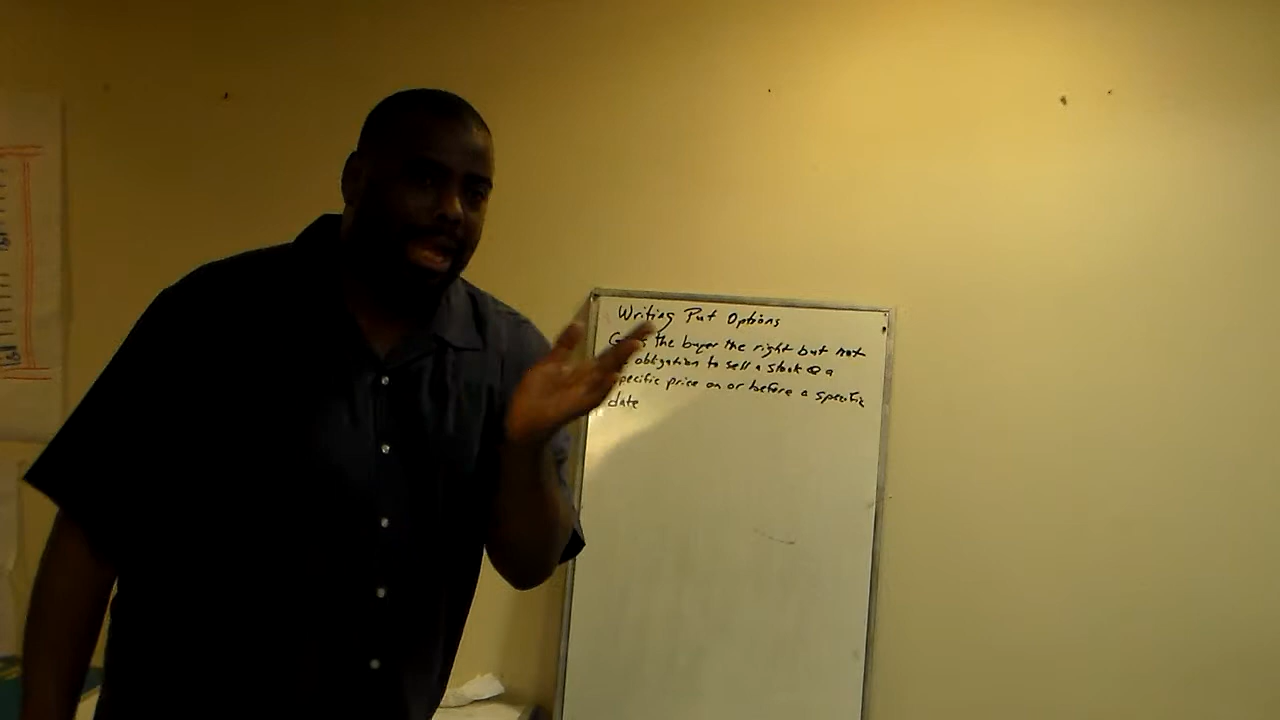 Writing Put Options
the buyer the right but not
obligation to sell a stock @ a
specific price on or before a specific
date